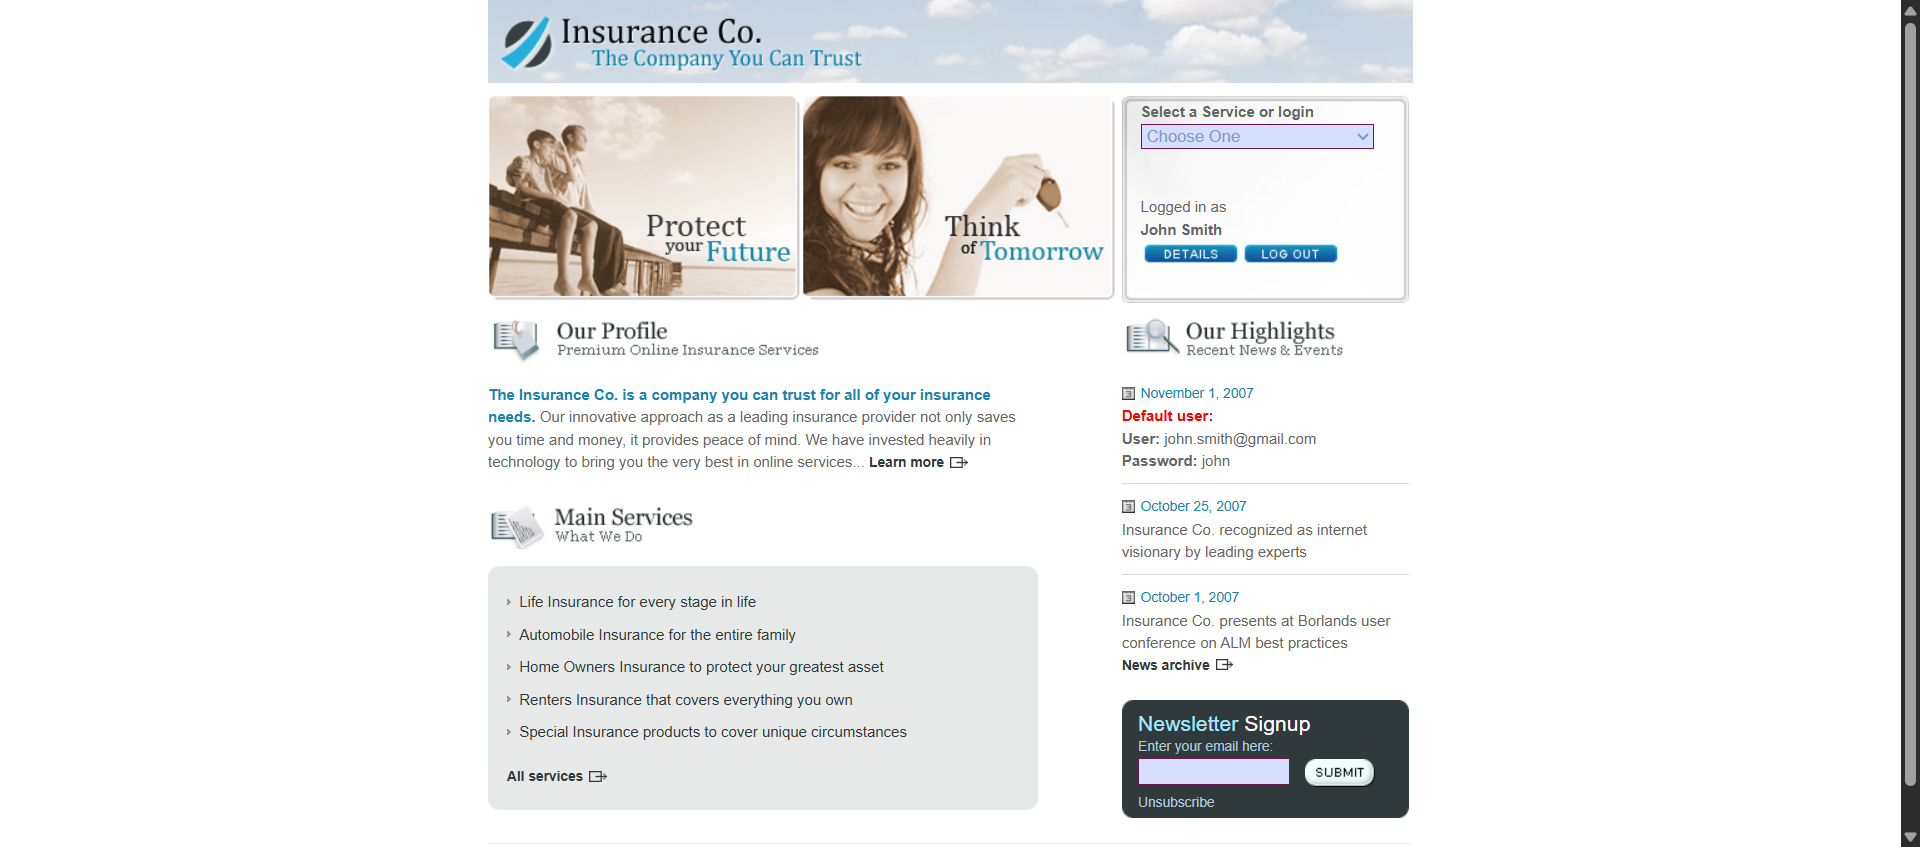 Insurance Co.
The Company You Can Trust
Protect
your Future
Think
of Tomorrow
Select a Service or login
Choose One
Logged in as
John Smith
DETAILS
LOG OUT
Our Profile
Premium Online Insurance Services
The Insurance Co. is a company you can trust for all of your insurance
needs. Our innovative approach as a leading insurance provider not only saves
you time and money, it provides peace of mind. We have invested heavily in
technology to bring you the very best in online services... Learn more
Main Services
What We Do
Life Insurance for every stage in life
Automobile Insurance for the entire family
Home Owners Insurance to protect your greatest asset
Renters Insurance that covers everything you own
Special Insurance products to cover unique circumstances
All services
Our Highlights
Recent News & Events
November 1, 2007
Default user:
User: john.smith@gmail.com
Password: john
October 25, 2007
Insurance Co. recognized as internet
visionary by leading experts
October 1, 2007
Insurance Co. presents at Borlands user
conference on ALM best practices
News archive
Newsletter Signup
Enter your email here:
SUBMIT
Unsubscribe